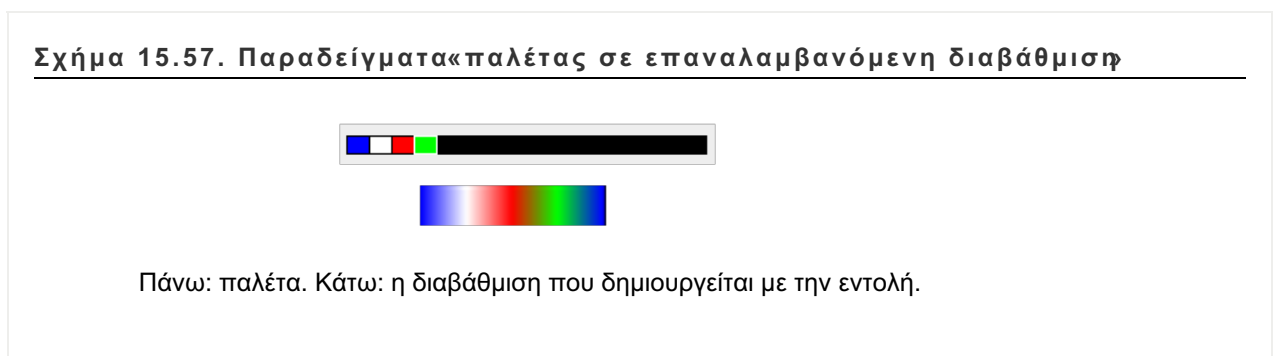 Σχήμα 15.57. Παραδείγματα«παλέτας σε επαναλαμβανόμενη διαβάθμιση»
Πάνω: παλέτα. Κάτω: η διαβάθμιση που δημιουργείται με την εντολή.